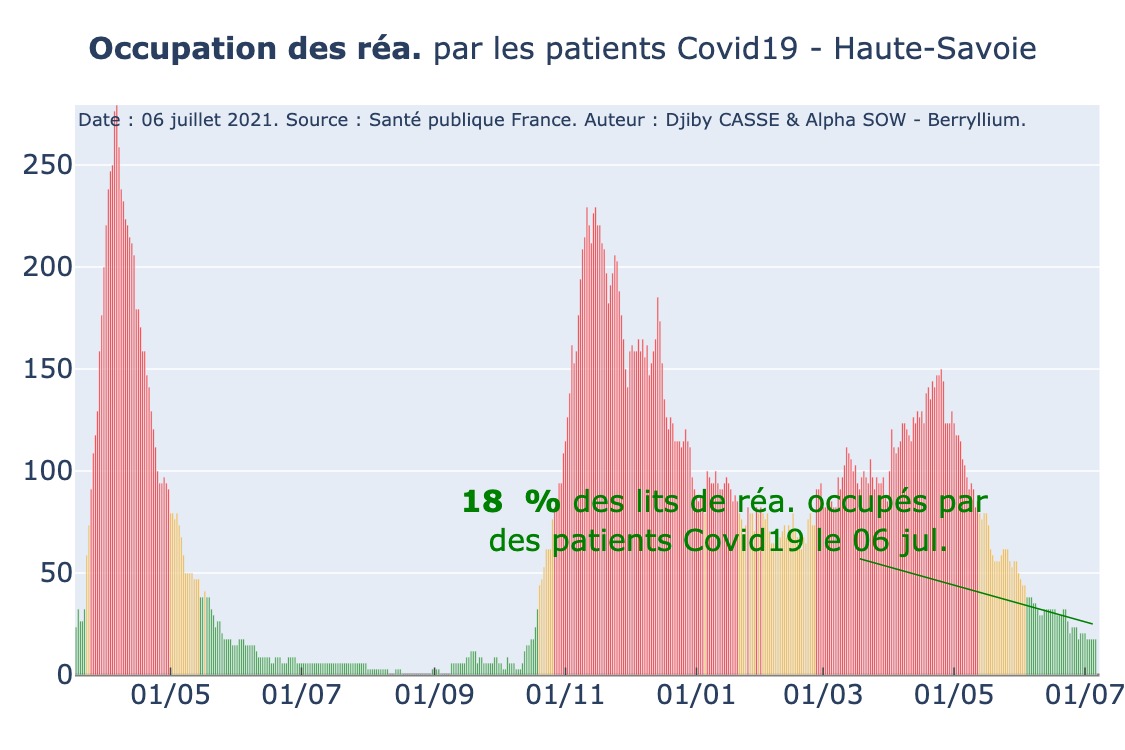 Occupation des réa. par les patients Covid19 - Haute-Savoie
Date : 06 juillet 2021. Source : Santé publique France. Auteur : Djiby CASSE & Alpha SOW - Berryllium.
250
200
150
100
50
0
18 % des lits de réa. occupés par
des patients Covid19 le 06 jul.
01/05 01/07 01/09 01/11 01/01 01/03 01/05 01/07